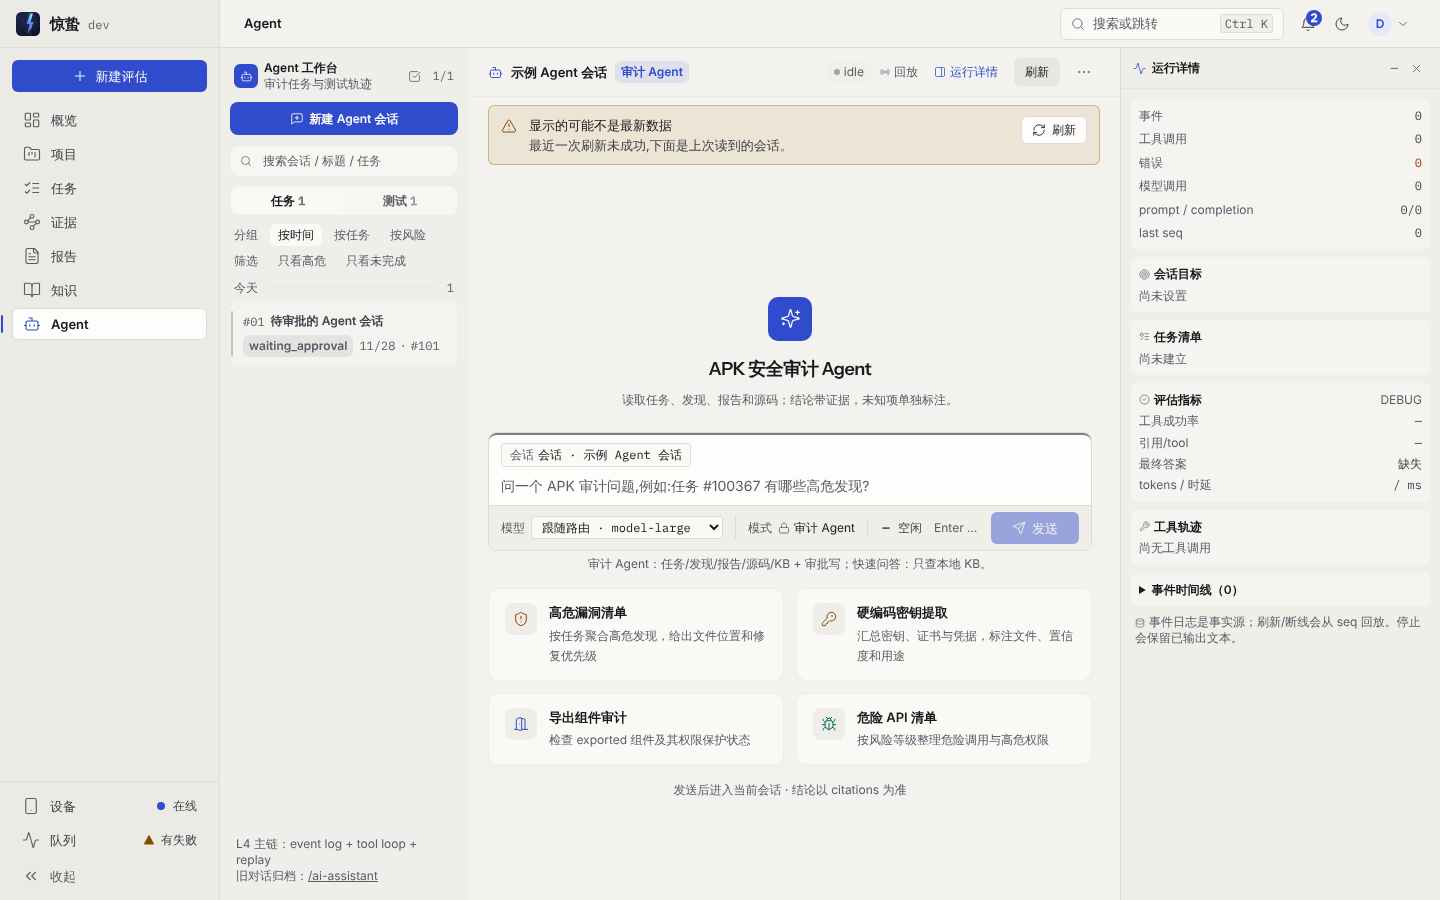 惊蛰 dev
Agent
搜索或跳转 Ctrl K
2
D
新建评估
概览
项目
任务
证据
报告
知识
Agent
设备 在线
队列 有失败
收起
Agent 工作台
审计任务与测试轨迹
1/1
新建 Agent 会话
搜索会话 / 标题 / 任务
任务 1 测试 1
分组 按时间 按任务 按风险
筛选 只看高危 只看未完成
今天 1
#01 待审批的 Agent 会话
waiting_approval 11/28 · #101
L4 主链：event log + tool loop +
replay
旧对话归档：/ai-assistant
示例 Agent 会话 审计 Agent idle 回放 运行详情 刷新 ···
显示的可能不是最新数据
最近一次刷新未成功,下面是上次读到的会话。
刷新
APK 安全审计 Agent
读取任务、发现、报告和源码；结论带证据，未知项单独标注。
会话 会话 · 示例 Agent 会话
问一个 APK 审计问题,例如:任务 #100367 有哪些高危发现?
模型 跟随路由 · model-large 模式 审计 Agent 空闲 Enter ... 发送
审计 Agent：任务/发现/报告/源码/KB + 审批写；快速问答：只查本地 KB。
高危漏洞清单
按任务聚合高危发现，给出文件位置和修
复优先级
硬编码密钥提取
汇总密钥、证书与凭据，标注文件、置信
度和用途
导出组件审计
检查 exported 组件及其权限保护状态
危险 API 清单
按风险等级整理危险调用与高危权限
发送后进入当前会话 · 结论以 citations 为准
运行详情
事件 0
工具调用 0
错误 0
模型调用 0
prompt / completion 0/0
last seq 0
会话目标
尚未设置
任务清单
尚未建立
评估指标 DEBUG
工具成功率 —
引用/tool —
最终答案 缺失
tokens / 时延 / ms
工具轨迹
尚无工具调用
事件时间线（0）
事件日志是事实源；刷新/断线会从 seq 回放。停止
会保留已输出文本。